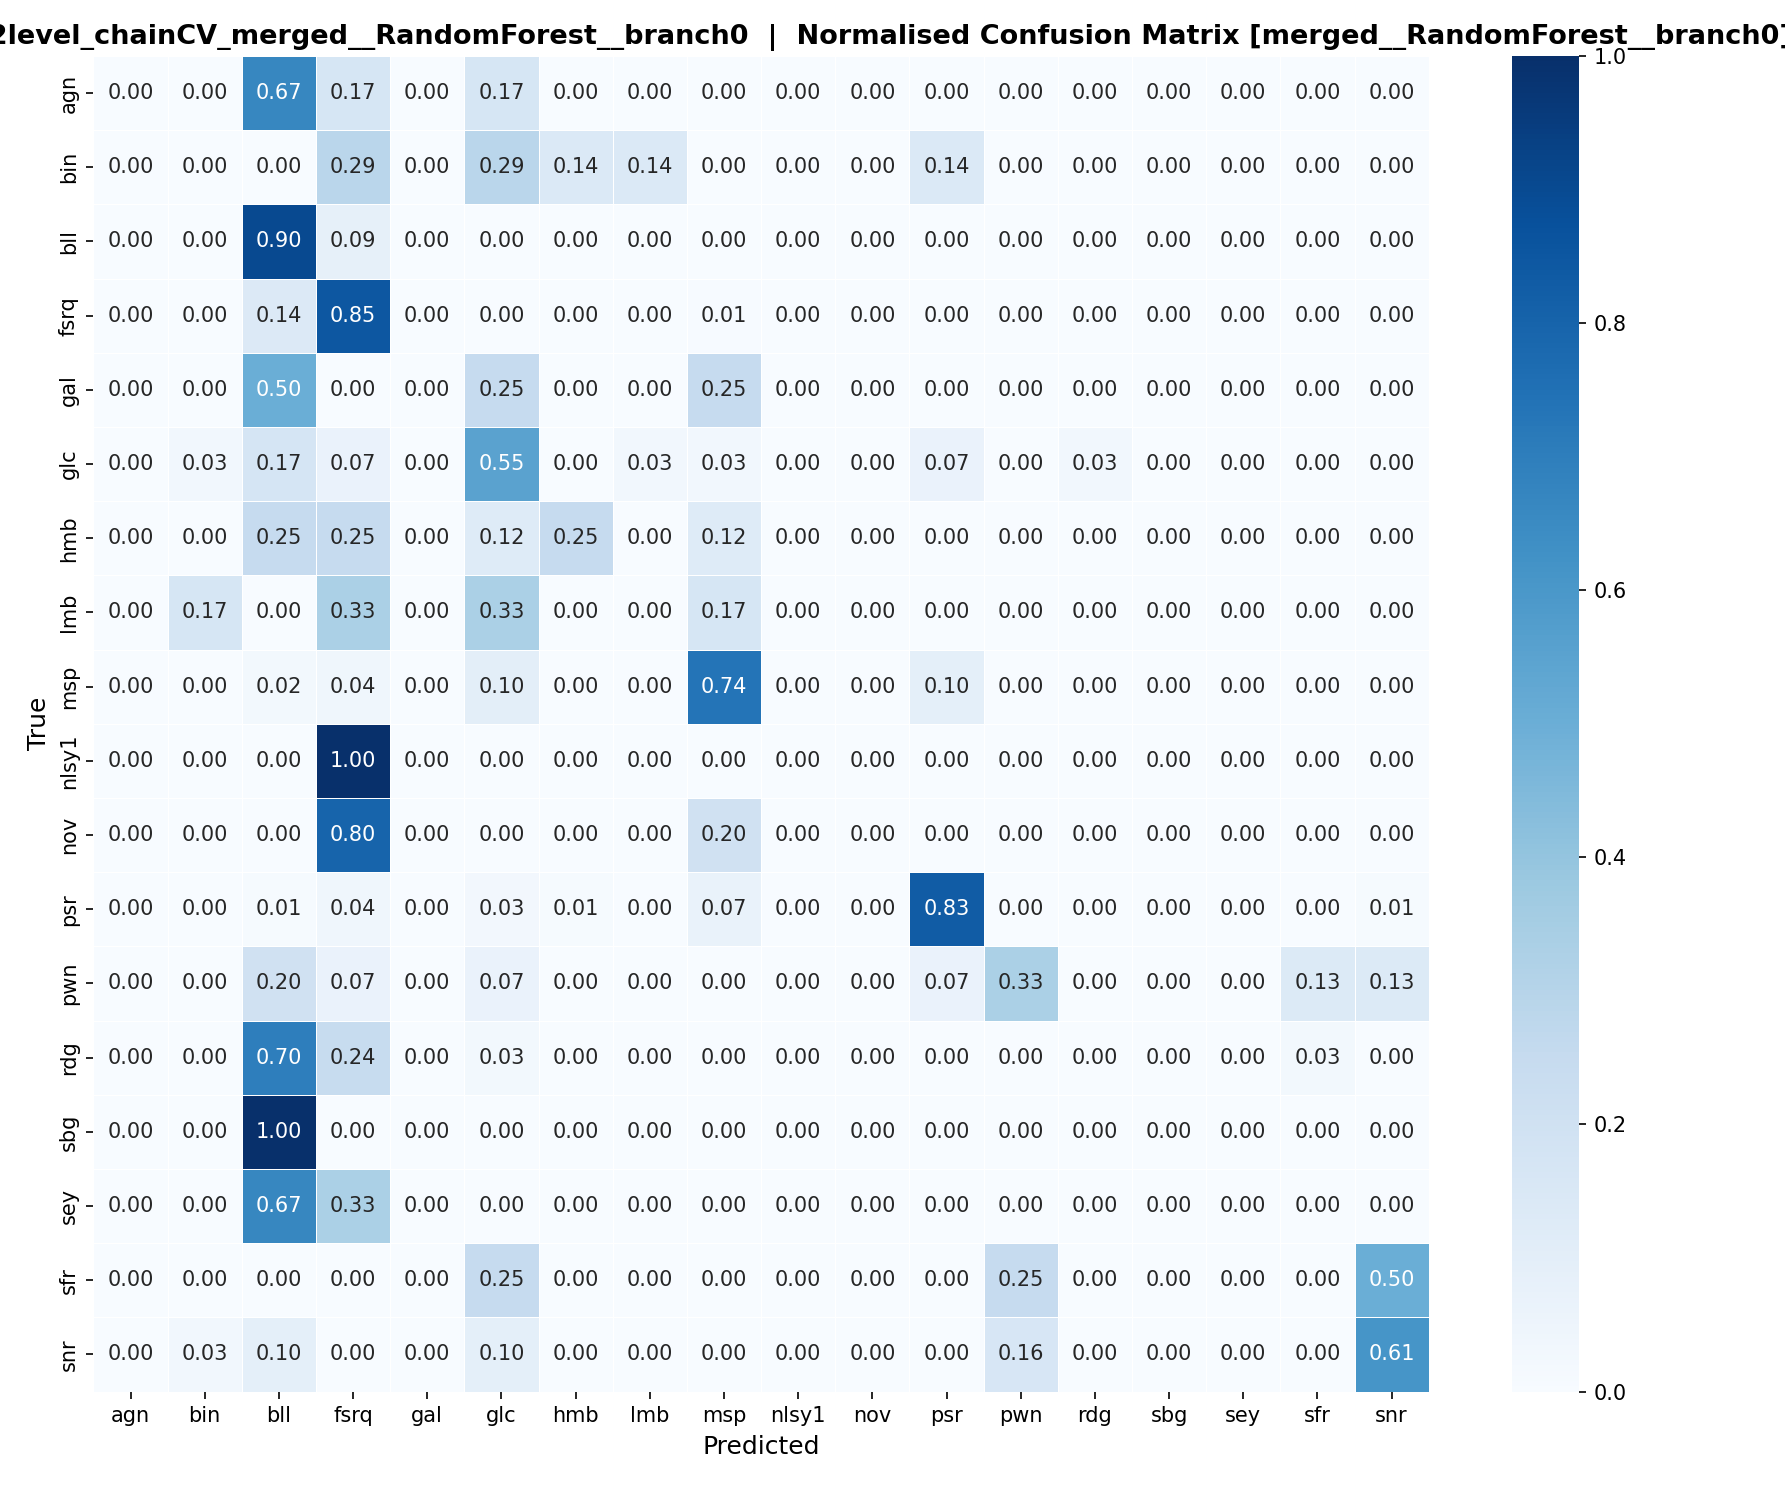 2level_chainCV_merged__RandomForest__branch0 | Normalised Confusion Matrix [merged__RandomForest__branch0]
agn 0.00 0.00 0.67 0.17 0.00 0.17 0.00 0.00 0.00 0.00 0.00 0.00 0.00 0.00 0.00 0.00 0.00 0.00
bin 0.00 0.00 0.00 0.29 0.00 0.29 0.14 0.14 0.00 0.00 0.00 0.14 0.00 0.00 0.00 0.00 0.00 0.00
bll 0.00 0.00 0.90 0.09 0.00 0.00 0.00 0.00 0.00 0.00 0.00 0.00 0.00 0.00 0.00 0.00 0.00 0.00
fsrq 0.00 0.00 0.14 0.85 0.00 0.00 0.00 0.00 0.01 0.00 0.00 0.00 0.00 0.00 0.00 0.00 0.00 0.00
gal 0.00 0.00 0.50 0.00 0.00 0.25 0.00 0.00 0.25 0.00 0.00 0.00 0.00 0.00 0.00 0.00 0.00 0.00
glc 0.00 0.03 0.17 0.07 0.00 0.55 0.00 0.03 0.03 0.00 0.00 0.07 0.00 0.03 0.00 0.00 0.00 0.00
hmb 0.00 0.00 0.25 0.25 0.00 0.12 0.25 0.00 0.12 0.00 0.00 0.00 0.00 0.00 0.00 0.00 0.00 0.00
lmb 0.00 0.17 0.00 0.33 0.00 0.33 0.00 0.00 0.17 0.00 0.00 0.00 0.00 0.00 0.00 0.00 0.00 0.00
msp 0.00 0.00 0.02 0.04 0.00 0.10 0.00 0.00 0.74 0.00 0.00 0.10 0.00 0.00 0.00 0.00 0.00 0.00
nlsy1 0.00 0.00 0.00 1.00 0.00 0.00 0.00 0.00 0.00 0.00 0.00 0.00 0.00 0.00 0.00 0.00 0.00 0.00
nov 0.00 0.00 0.00 0.80 0.00 0.00 0.00 0.00 0.20 0.00 0.00 0.00 0.00 0.00 0.00 0.00 0.00 0.00
psr 0.00 0.00 0.01 0.04 0.00 0.03 0.01 0.00 0.07 0.00 0.00 0.83 0.00 0.00 0.00 0.00 0.00 0.01
pwn 0.00 0.00 0.20 0.07 0.00 0.07 0.00 0.00 0.00 0.00 0.00 0.07 0.33 0.00 0.00 0.00 0.13 0.13
rdg 0.00 0.00 0.70 0.24 0.00 0.03 0.00 0.00 0.00 0.00 0.00 0.00 0.00 0.00 0.00 0.00 0.03 0.00
sbg 0.00 0.00 1.00 0.00 0.00 0.00 0.00 0.00 0.00 0.00 0.00 0.00 0.00 0.00 0.00 0.00 0.00 0.00
sey 0.00 0.00 0.67 0.33 0.00 0.00 0.00 0.00 0.00 0.00 0.00 0.00 0.00 0.00 0.00 0.00 0.00 0.00
sfr 0.00 0.00 0.00 0.00 0.00 0.25 0.00 0.00 0.00 0.00 0.00 0.00 0.25 0.00 0.00 0.00 0.00 0.50
snr 0.00 0.03 0.10 0.00 0.00 0.10 0.00 0.00 0.00 0.00 0.00 0.00 0.16 0.00 0.00 0.00 0.00 0.61
agn bin bll fsrq gal glc hmb lmb msp nlsy1 nov psr pwn rdg sbg sey sfr snr
Predicted
True
1.0
0.8
0.6
0.4
0.2
0.0